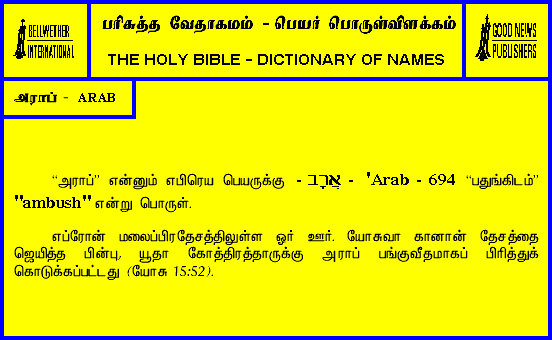 BELLWETHER
INTERNATIONAL
பரிசுத்த வேதாகமம் - பெயர் பொருள்விளக்கம்
THE HOLY BIBLE - DICTIONARY OF NAMES
GOOD NEWS
PUBLISHERS
அராப் - ARAB
“அராப்” என்னும் எபிரெய பெயருக்கு - אֲרָב - 'Arab - 694 “பதுங்கிடம்”
"ambush" என்று பொருள்.
எப்ரோன் மலைப்பிரதேசத்திலுள்ள ஓர் ஊர். யோசுவா கானான் தேசத்தை
ஜெயித்த பின்பு, யூதா கோத்திரத்தாருக்கு அராப் பங்குவீதமாகப் பிரித்துக்
கொடுக்கப்பட்டது (யோசு 15:52).